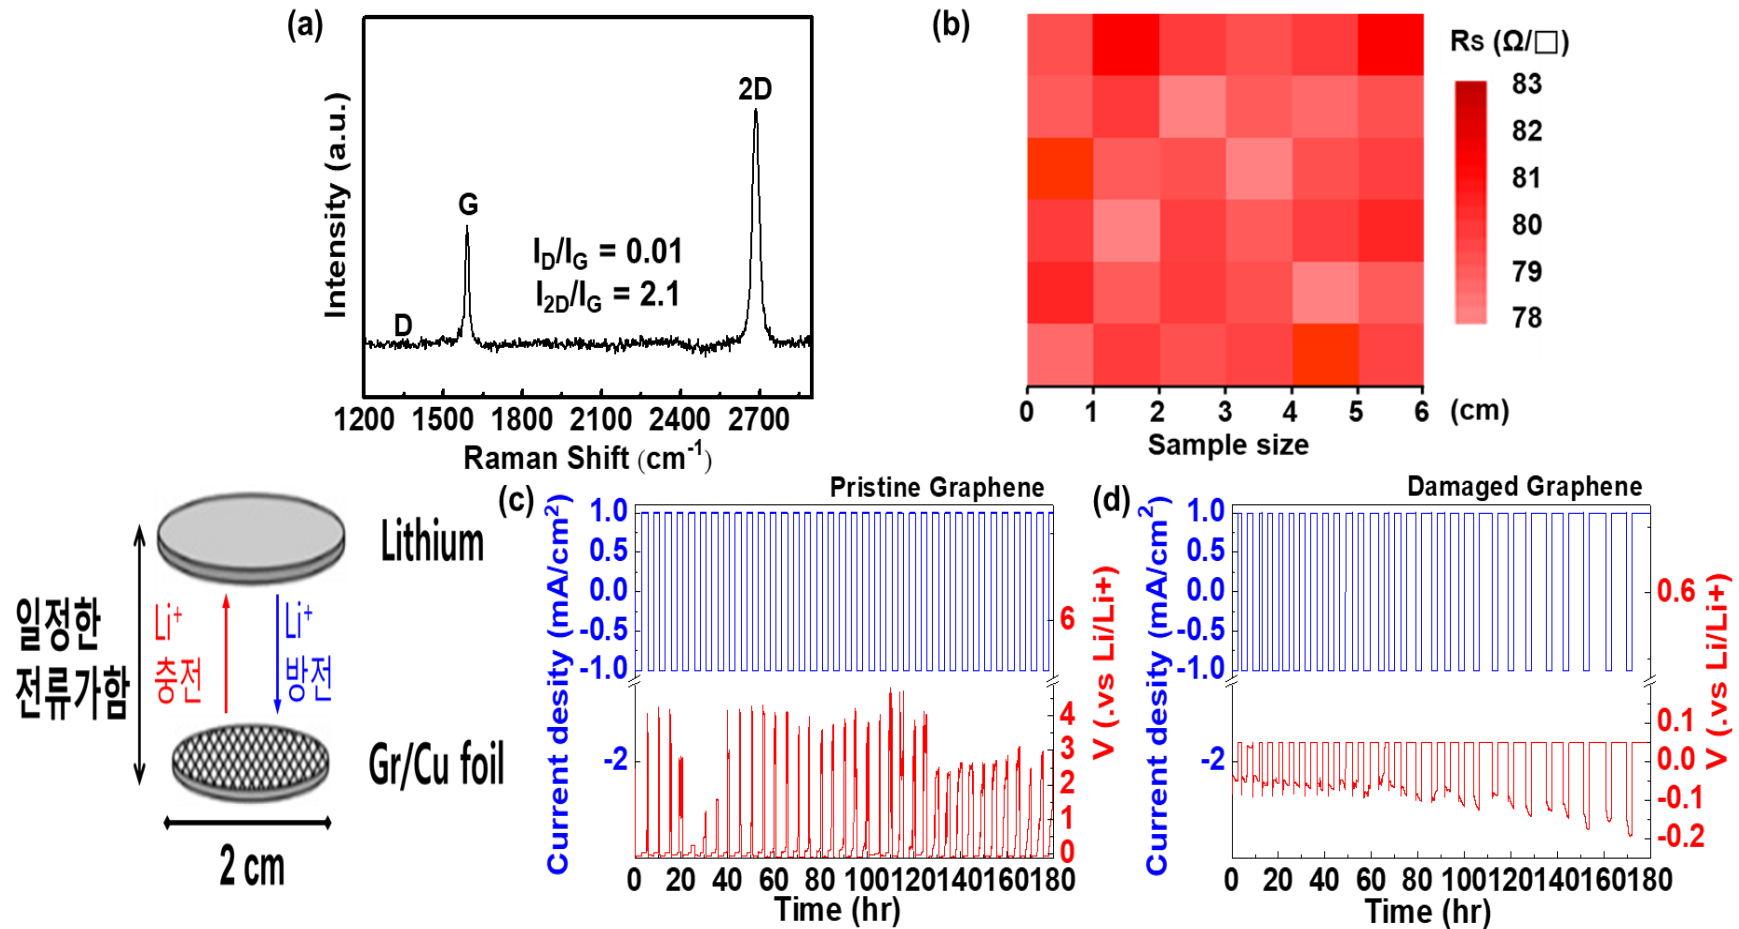 (a)
Intensity (a.u.)
2D
G
D
I_D/I_G = 0.01
I_2D/I_G = 2.1
1200 1500 1800 2100 2400 2700
Raman Shift (cm⁻¹)
(b)
Rs (Ω/□)
83
82
81
80
79
78
0 1 2 3 4 5 6 (cm)
Sample size
Lithium
일정한
전류가함
Li⁺
충전
Li⁺
방전
Gr/Cu foil
2 cm
(c)
Pristine Graphene
Current desity (mA/cm²)
1.0
0.5
0.0
-0.5
-1.0
-2
V (.vs Li/Li+)
6
4
3
2
1
0
0 20 40 60 80 100 120 140 160 180
Time (hr)
(d)
Damaged Graphene
Current desity (mA/cm²)
1.0
0.5
0.0
-0.5
-1.0
-2
V (.vs Li/Li+)
0.6
0.1
0.0
-0.1
-0.2
0 20 40 60 80 100 120 140 160 180
Time (hr)